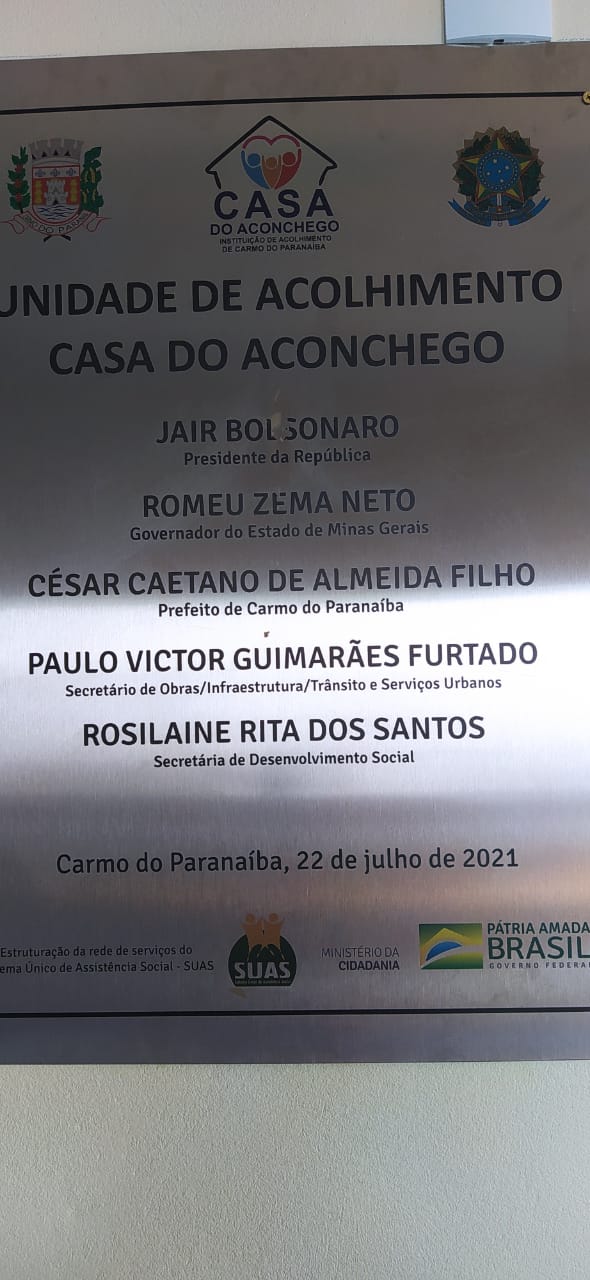 CASA
DO ACONCHEGO
INSTITUIÇÃO DE ACOLHIMENTO
DE CARMO DO PARANAÍBA
UNIDADE DE ACOLHIMENTO
CASA DO ACONCHEGO
JAIR BOLSONARO
Presidente da República
ROMEU ZEMA NETO
Governador do Estado de Minas Gerais
CÉSAR CAETANO DE ALMEIDA FILHO
Prefeito de Carmo do Paranaíba
PAULO VICTOR GUIMARÃES FURTADO
Secretário de Obras/Infraestrutura/Trânsito e Serviços Urbanos
ROSILAINE RITA DOS SANTOS
Secretária de Desenvolvimento Social
Carmo do Paranaíba, 22 de julho de 2021
Estruturação da rede de serviços do
ema Único de Assistência Social - SUAS
SUAS
MINISTÉRIO DA
CIDADANIA
PÁTRIA AMADA
BRASIL
GOVERNO FEDERAL